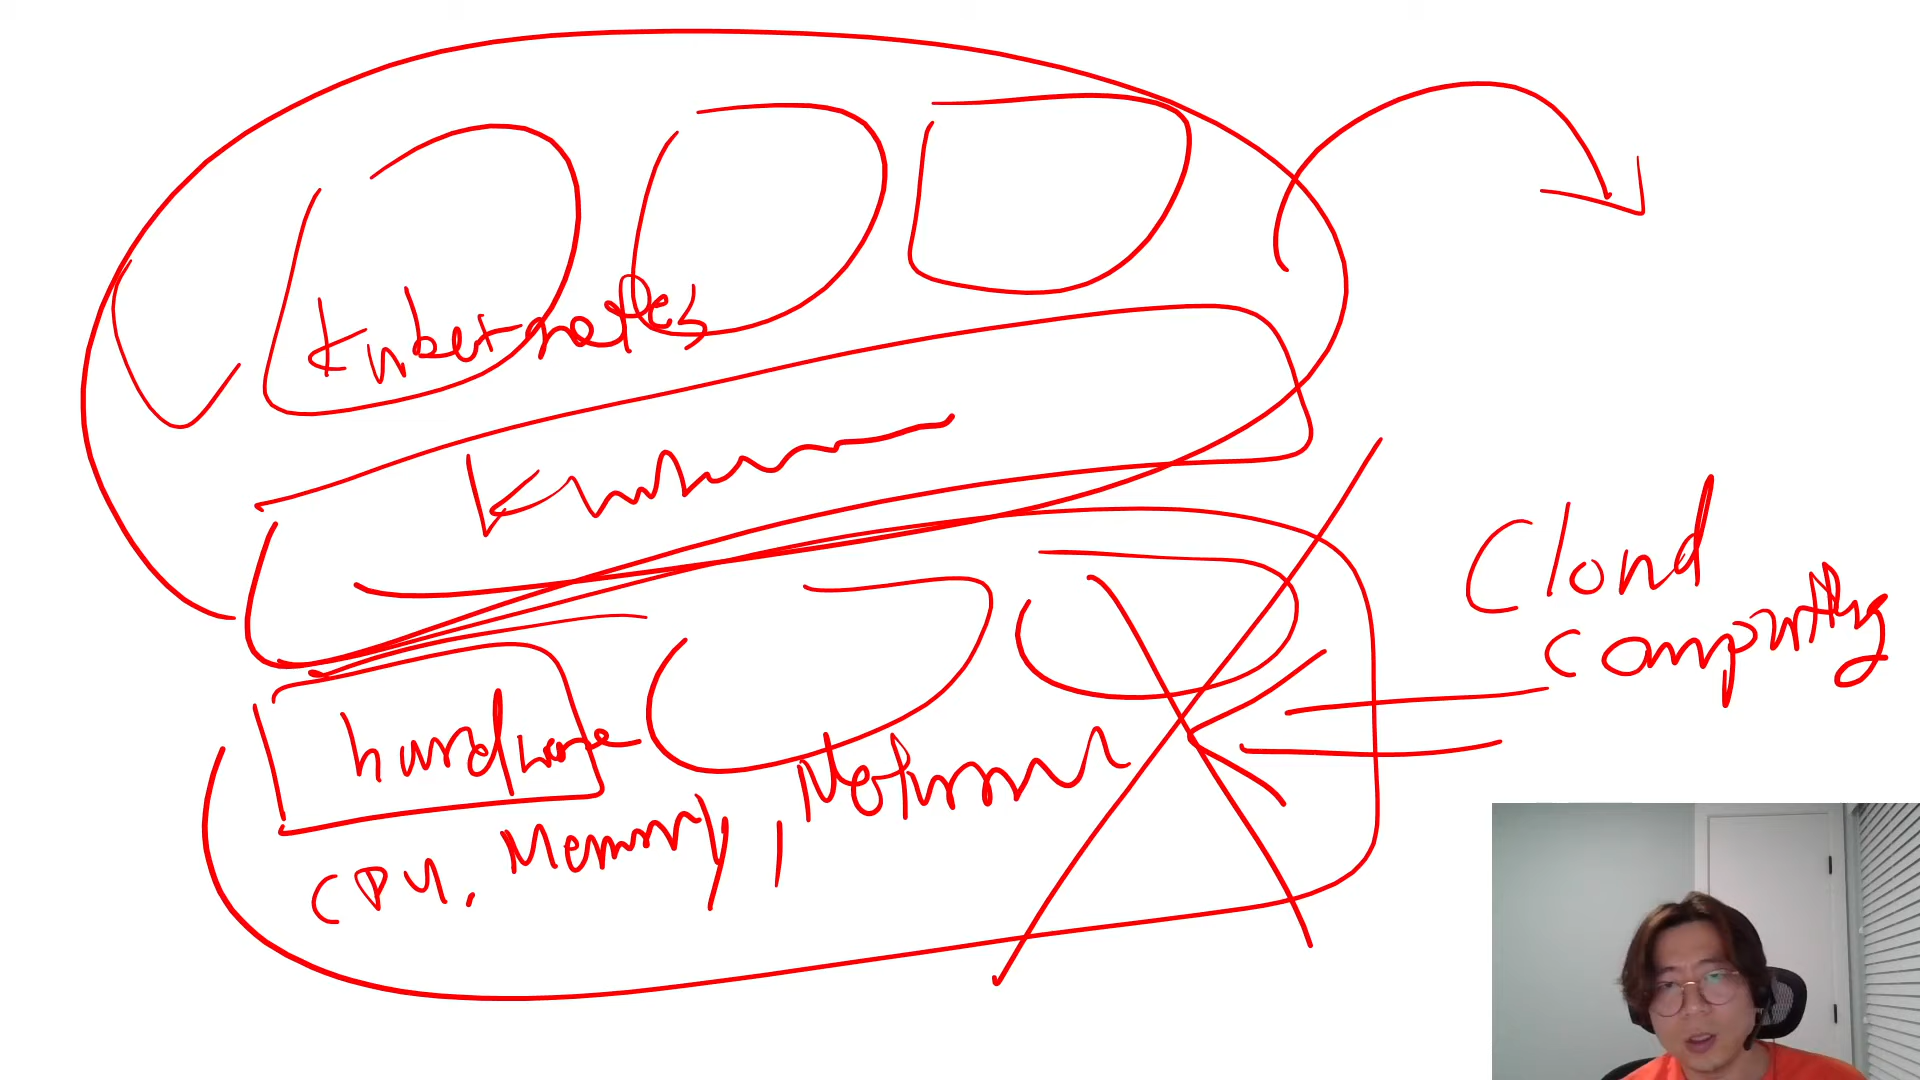 Kubernetes
Cloud
Computing
hardware
CPU, Memory, Network